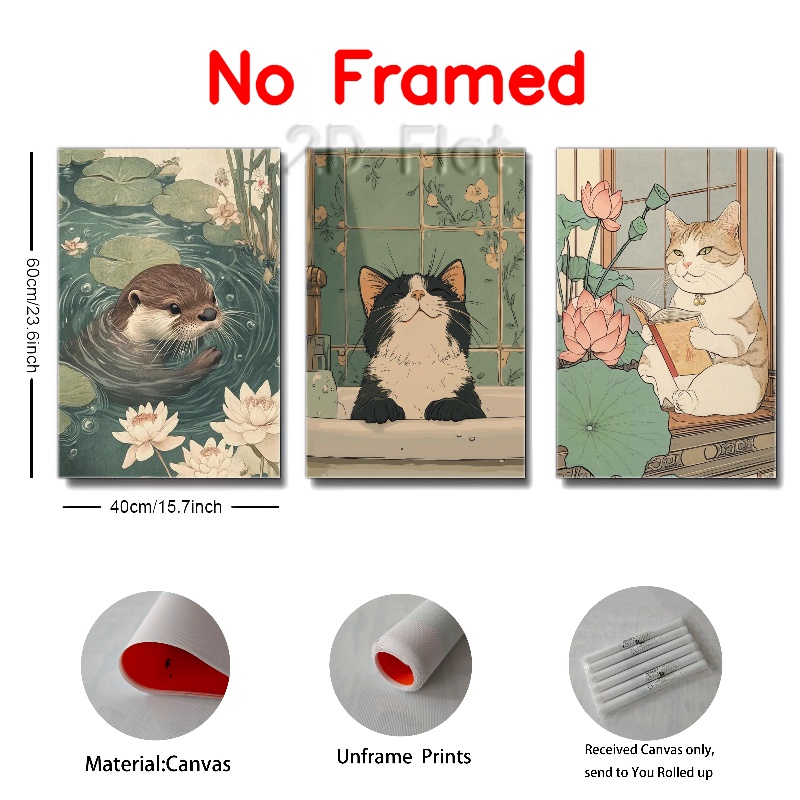 No Framed
2D Flat.
60cm/23.6inch
40cm/15.7inch
Material:Canvas
Unframe Prints
Received Canvas only,
send to You Rolled up